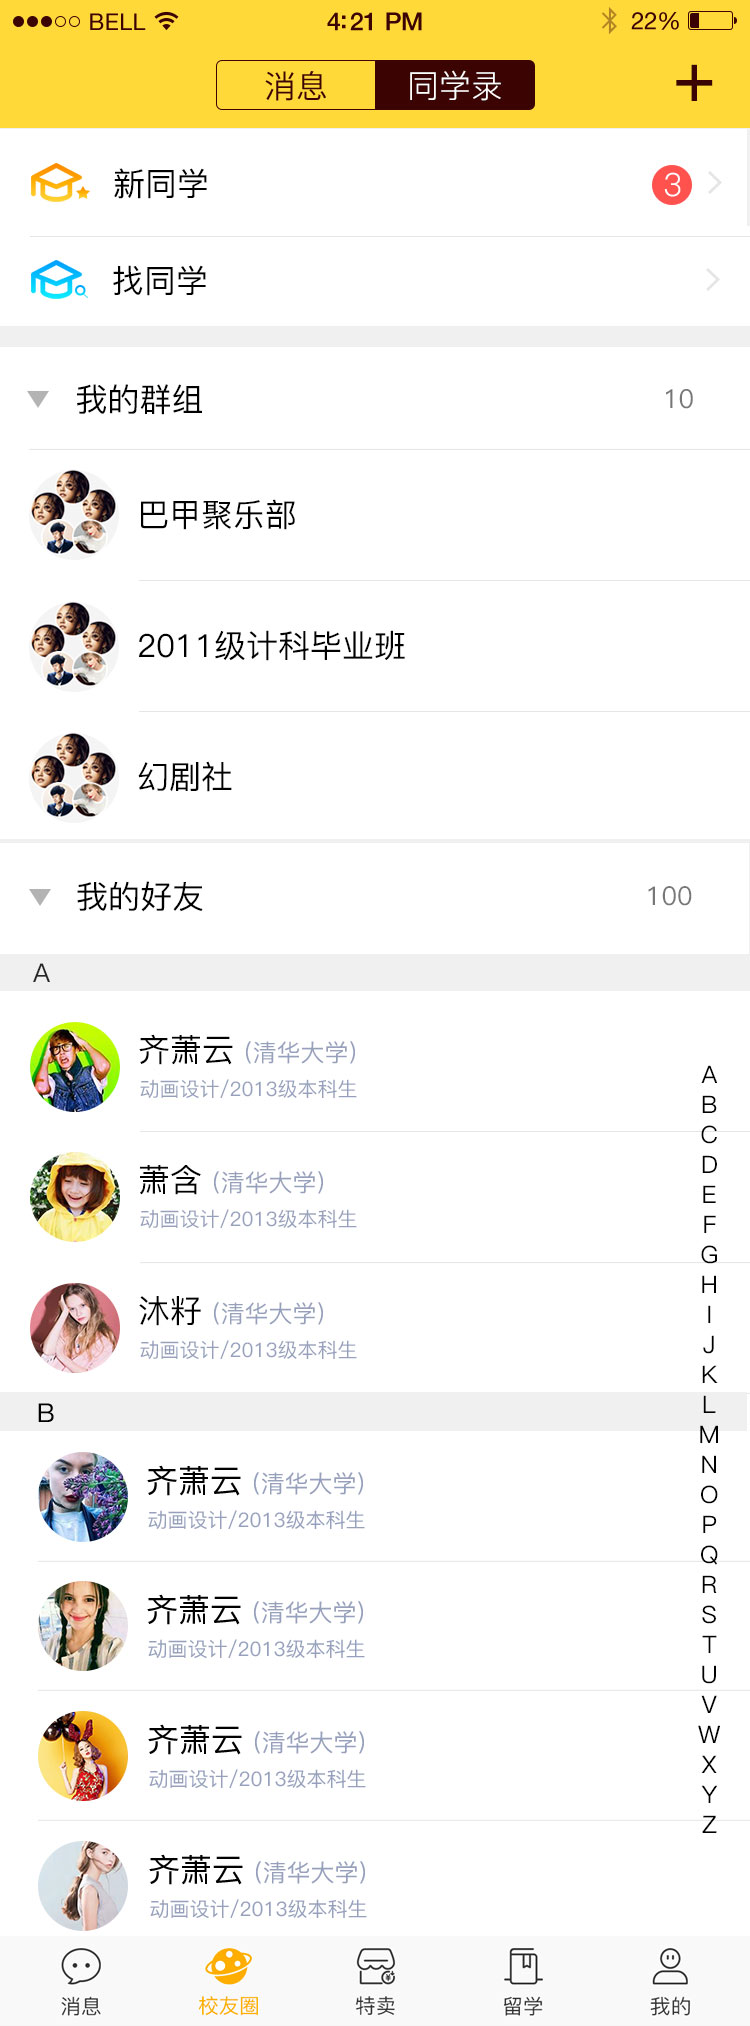 BELL 4:21 PM 22%
消息 同学录
新同学 3
找同学
我的群组 10
巴甲聚乐部
2011级计科毕业班
幻剧社
我的好友 100
A
齐萧云 (清华大学)
动画设计/2013级本科生
萧含 (清华大学)
动画设计/2013级本科生
沐籽 (清华大学)
动画设计/2013级本科生
B
齐萧云 (清华大学)
动画设计/2013级本科生
齐萧云 (清华大学)
动画设计/2013级本科生
齐萧云 (清华大学)
动画设计/2013级本科生
齐萧云 (清华大学)
动画设计/2013级本科生
A
B
C
D
E
F
G
H
I
J
K
L
M
N
O
P
Q
R
S
T
U
V
W
X
Y
Z
消息 校友圈 特卖 留学 我的